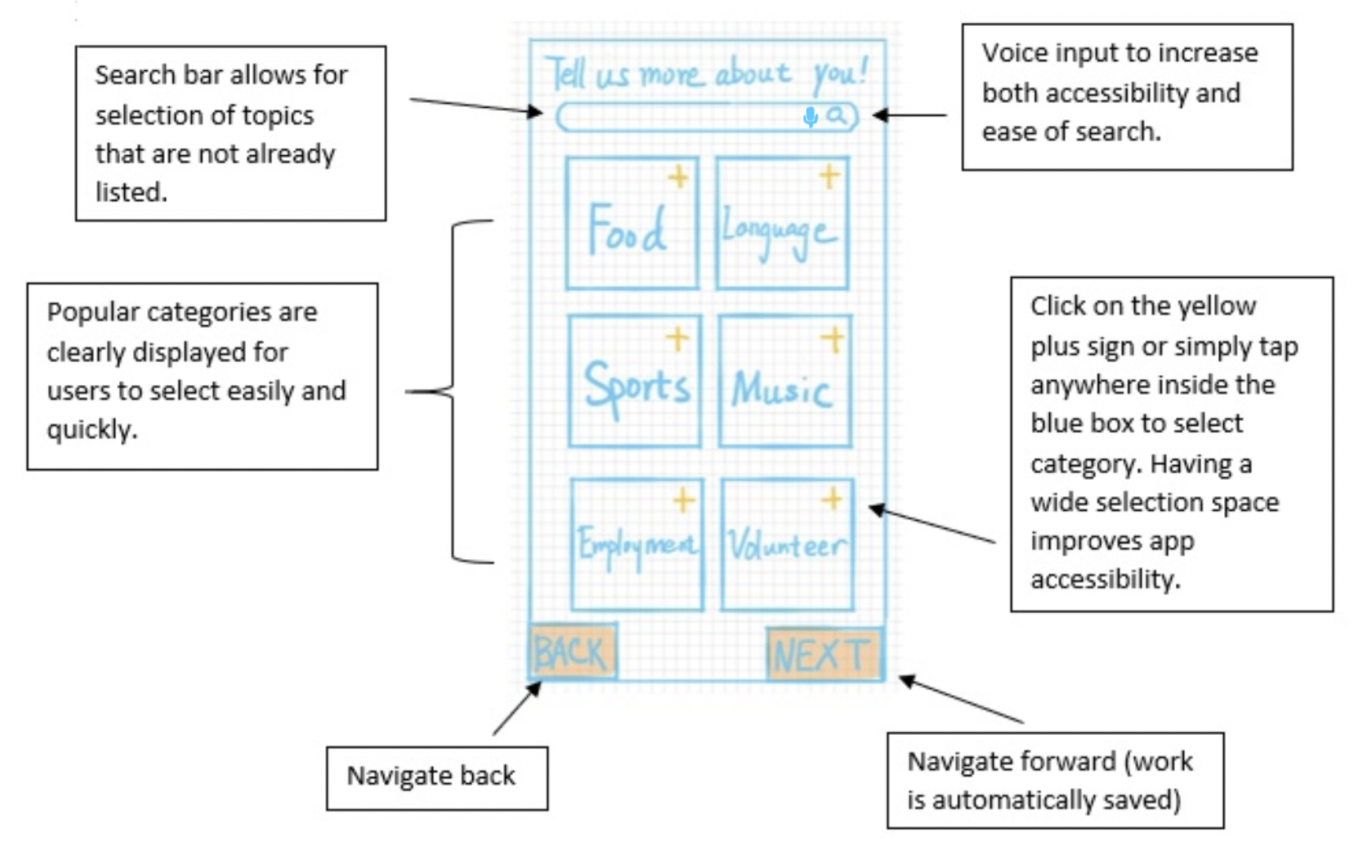 Search bar allows for
selection of topics
that are not already
listed.
Tell us more about you!
Voice input to increase
both accessibility and
ease of search.
Popular categories are
clearly displayed for
users to select easily and
quickly.
Food
Language
Sports
Music
Employment
Volunteer
Click on the yellow
plus sign or simply tap
anywhere inside the
blue box to select
category. Having a
wide selection space
improves app
accessibility.
BACK
NEXT
Navigate back
Navigate forward (work
is automatically saved)